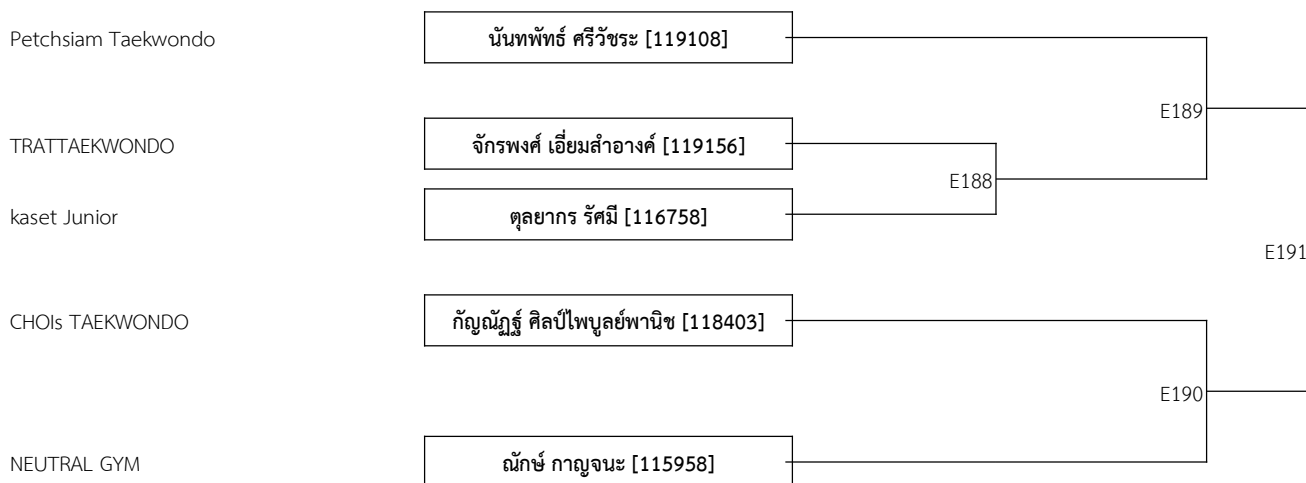 Petchsiam Taekwondo
นันทพัทธ์ ศรีวัชระ [119108]
E189
TRATTAEKWONDO
จักรพงศ์ เอี่ยมสำอางค์ [119156]
E188
kaset Junior
ตุลยากร รัศมี [116758]
E191
CHOIs TAEKWONDO
กัญณัฏฐ์ ศิลป์ไพบูลย์พานิช [118403]
E190
NEUTRAL GYM
ณักษ์ กาญจนะ [115958]